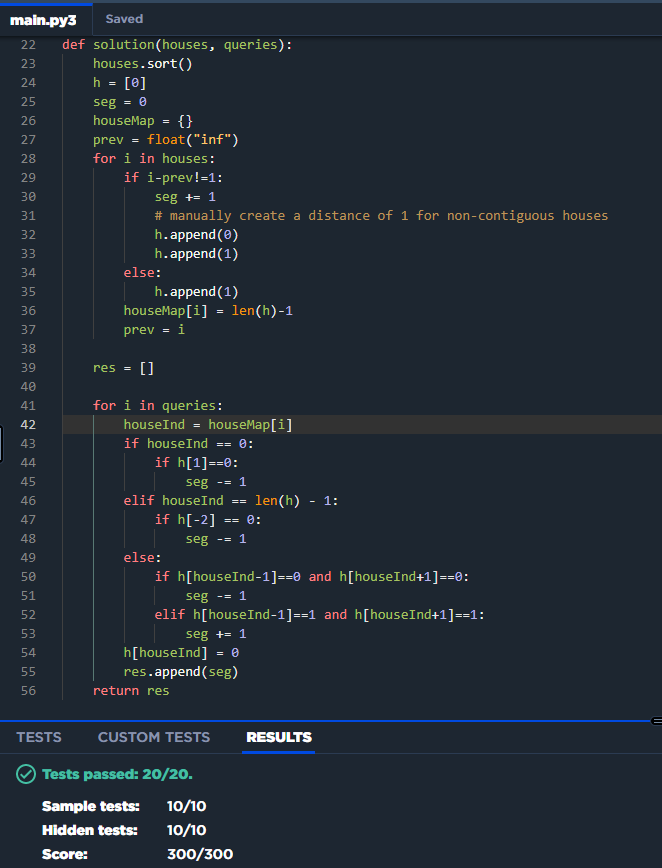 main.py3 Saved
22 def solution(houses, queries):
23     houses.sort()
24     h = [0]
25     seg = 0
26     houseMap = {}
27     prev = float("inf")
28     for i in houses:
29         if i-prev!=1:
30             seg += 1
31             # manually create a distance of 1 for non-contiguous houses
32             h.append(0)
33             h.append(1)
34         else:
35             h.append(1)
36         houseMap[i] = len(h)-1
37         prev = i
38
39     res = []
40
41     for i in queries:
42         houseInd = houseMap[i]
43         if houseInd == 0:
44             if h[1]==0:
45                 seg -= 1
46         elif houseInd == len(h) - 1:
47             if h[-2] == 0:
48                 seg -= 1
49         else:
50             if h[houseInd-1]==0 and h[houseInd+1]==0:
51                 seg -= 1
52             elif h[houseInd-1]==1 and h[houseInd+1]==1:
53                 seg += 1
54         h[houseInd] = 0
55         res.append(seg)
56     return res
TESTS CUSTOM TESTS RESULTS
Tests passed: 20/20.
Sample tests: 10/10
Hidden tests: 10/10
Score: 300/300